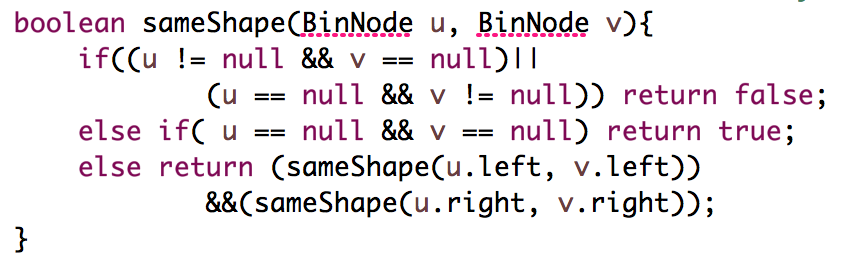 boolean sameShape(BinNode u, BinNode v){
if((u != null && v == null)||
(u == null && v != null)) return false;
else if( u == null && v == null) return true;
else return (sameShape(u.left, v.left))
&&(sameShape(u.right, v.right));
}